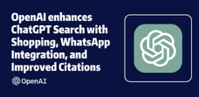 OpenAI enhances
ChatGPT Search with
Shopping, WhatsApp
Integration, and
Improved Citations
OpenAI